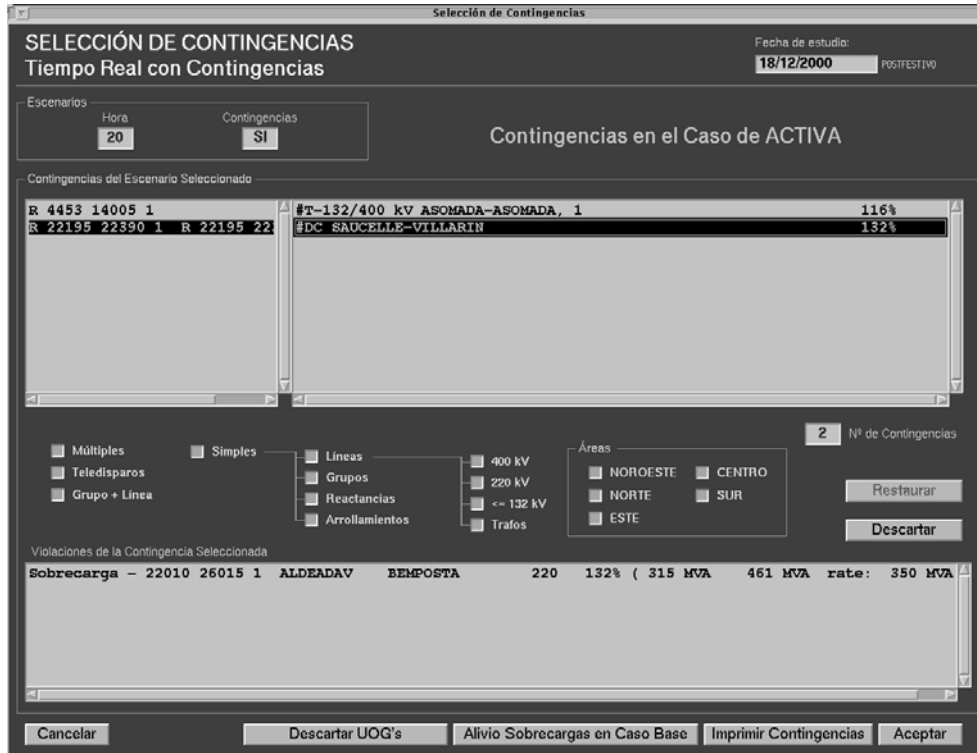 Selección de Contingencias
SELECCIÓN DE CONTINGENCIAS
Tiempo Real con Contingencias
Fecha de estudio:
18/12/2000 POSTFESTIVO
Escenarios
Hora Contingencias
20 SI
Contingencias en el Caso de ACTIVA
Contingencias del Escenario Seleccionado
R 4453 14005 1 #T-132/400 kV ASOMADA-ASOMADA, 1 116%
R 22195 22390 1 R 22195 22 #DC SAUCELLE-VILLARIN 132%
2 Nº de Contingencias
Múltiples
Teledisparos
Grupo + Línea
Simples
Líneas
Grupos
Reactancias
Arrollamientos
400 kV
220 kV
<= 132 kV
Trafos
Áreas
NOROESTE CENTRO
NORTE SUR
ESTE
Restaurar
Descartar
Violaciones de la Contingencia Seleccionada
Sobrecarga - 22010 26015 1 ALDEADAV BEMPOSTA 220 132% ( 315 MVA 461 MVA rate: 350 MVA
Cancelar Descartar UOG's Alivio Sobrecargas en Caso Base Imprimir Contingencias Aceptar